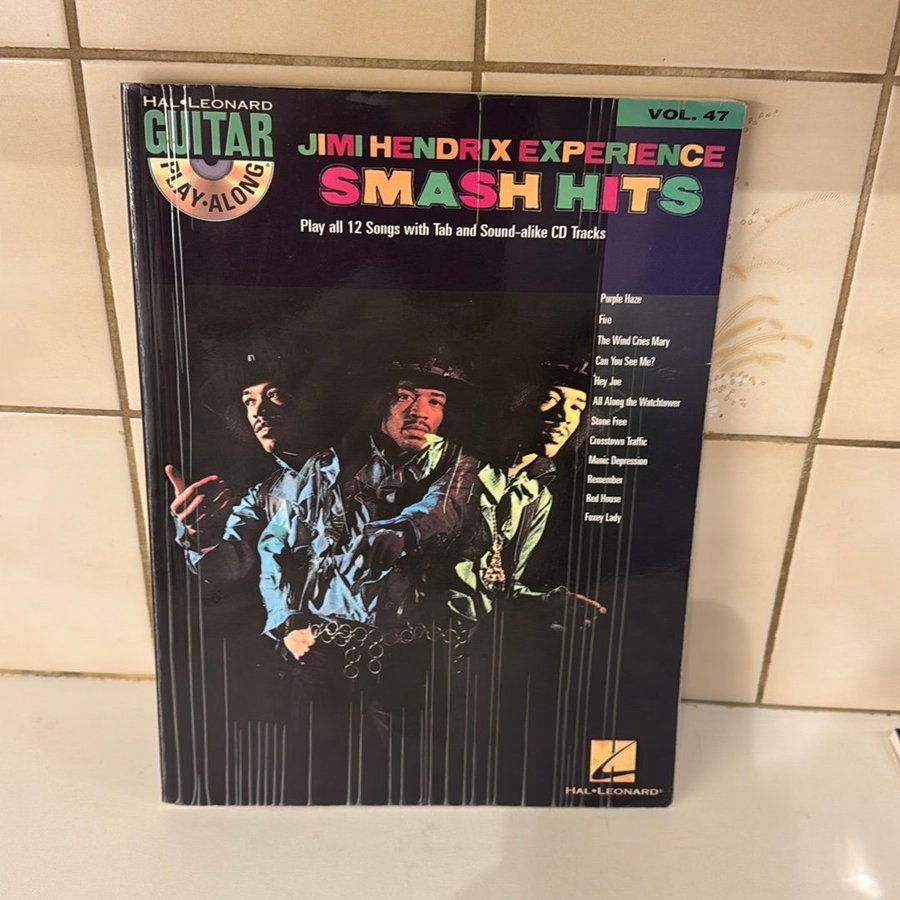 HAL•LEONARD
GUITAR
PLAY-ALONG®
VOL. 47
JIMI HENDRIX EXPERIENCE
SMASH HITS
Play all 12 Songs with Tab and Sound-alike CD Tracks
Purple Haze
Fire
The Wind Cries Mary
Can You See Me?
Hey Joe
All Along the Watchtower
Stone Free
Crosstown Traffic
Manic Depression
Remember
Red House
Foxey Lady
HAL•LEONARD®